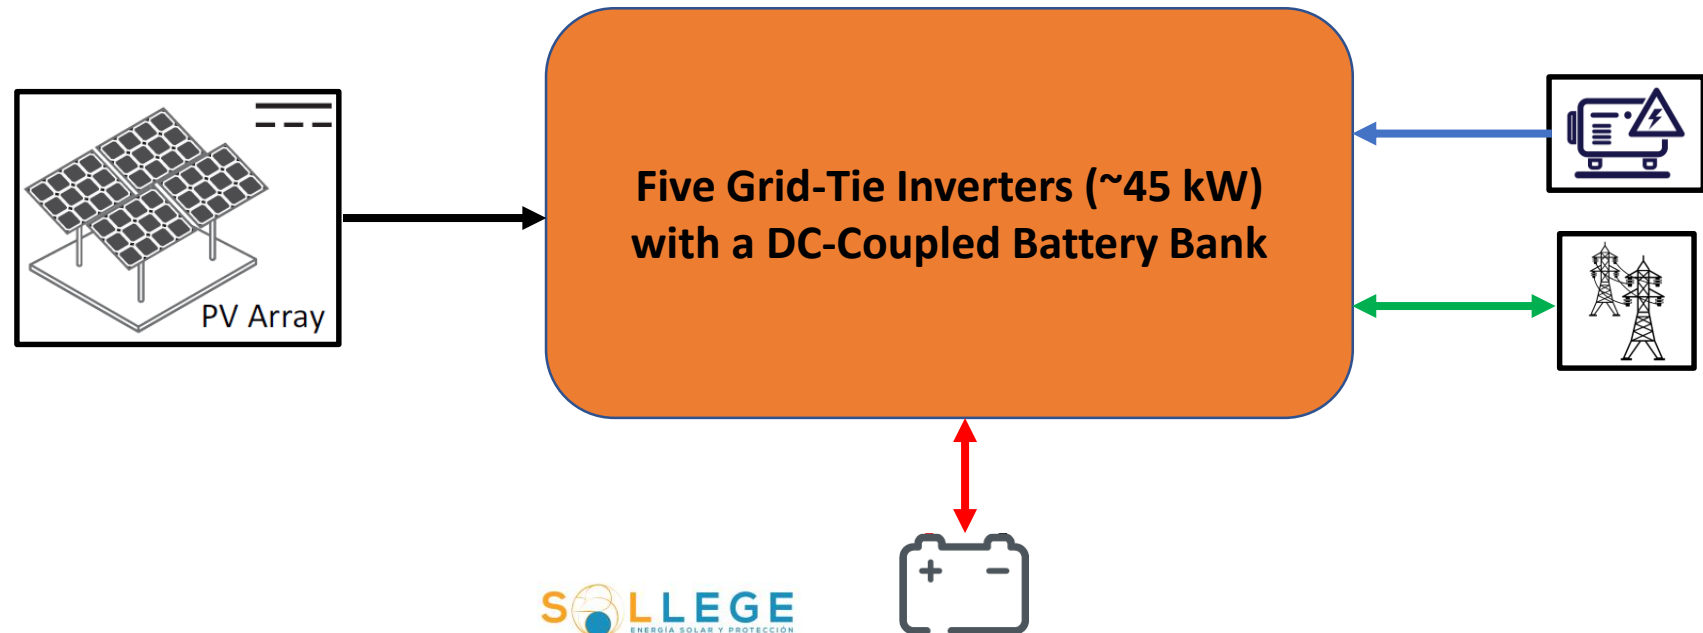 Five Grid-Tie Inverters (~45 kW)
with a DC-Coupled Battery Bank
PV Array
SOLLEGE
ENERGÍA SOLAR Y PROTECCIÓN